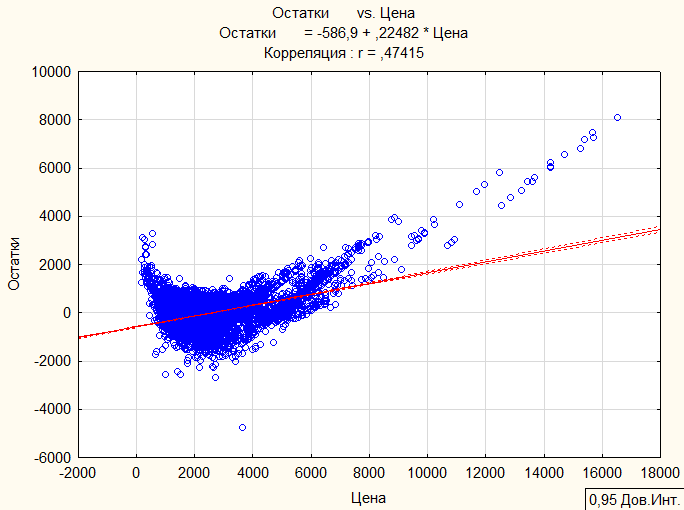 Остатки vs. Цена
Остатки = -586,9 + ,22482 * Цена
Корреляция : r = ,47415
10000
8000
6000
4000
2000
0
-2000
-4000
-6000
Остатки
-2000 0 2000 4000 6000 8000 10000 12000 14000 16000 18000
Цена
0,95 Дов.Инт.